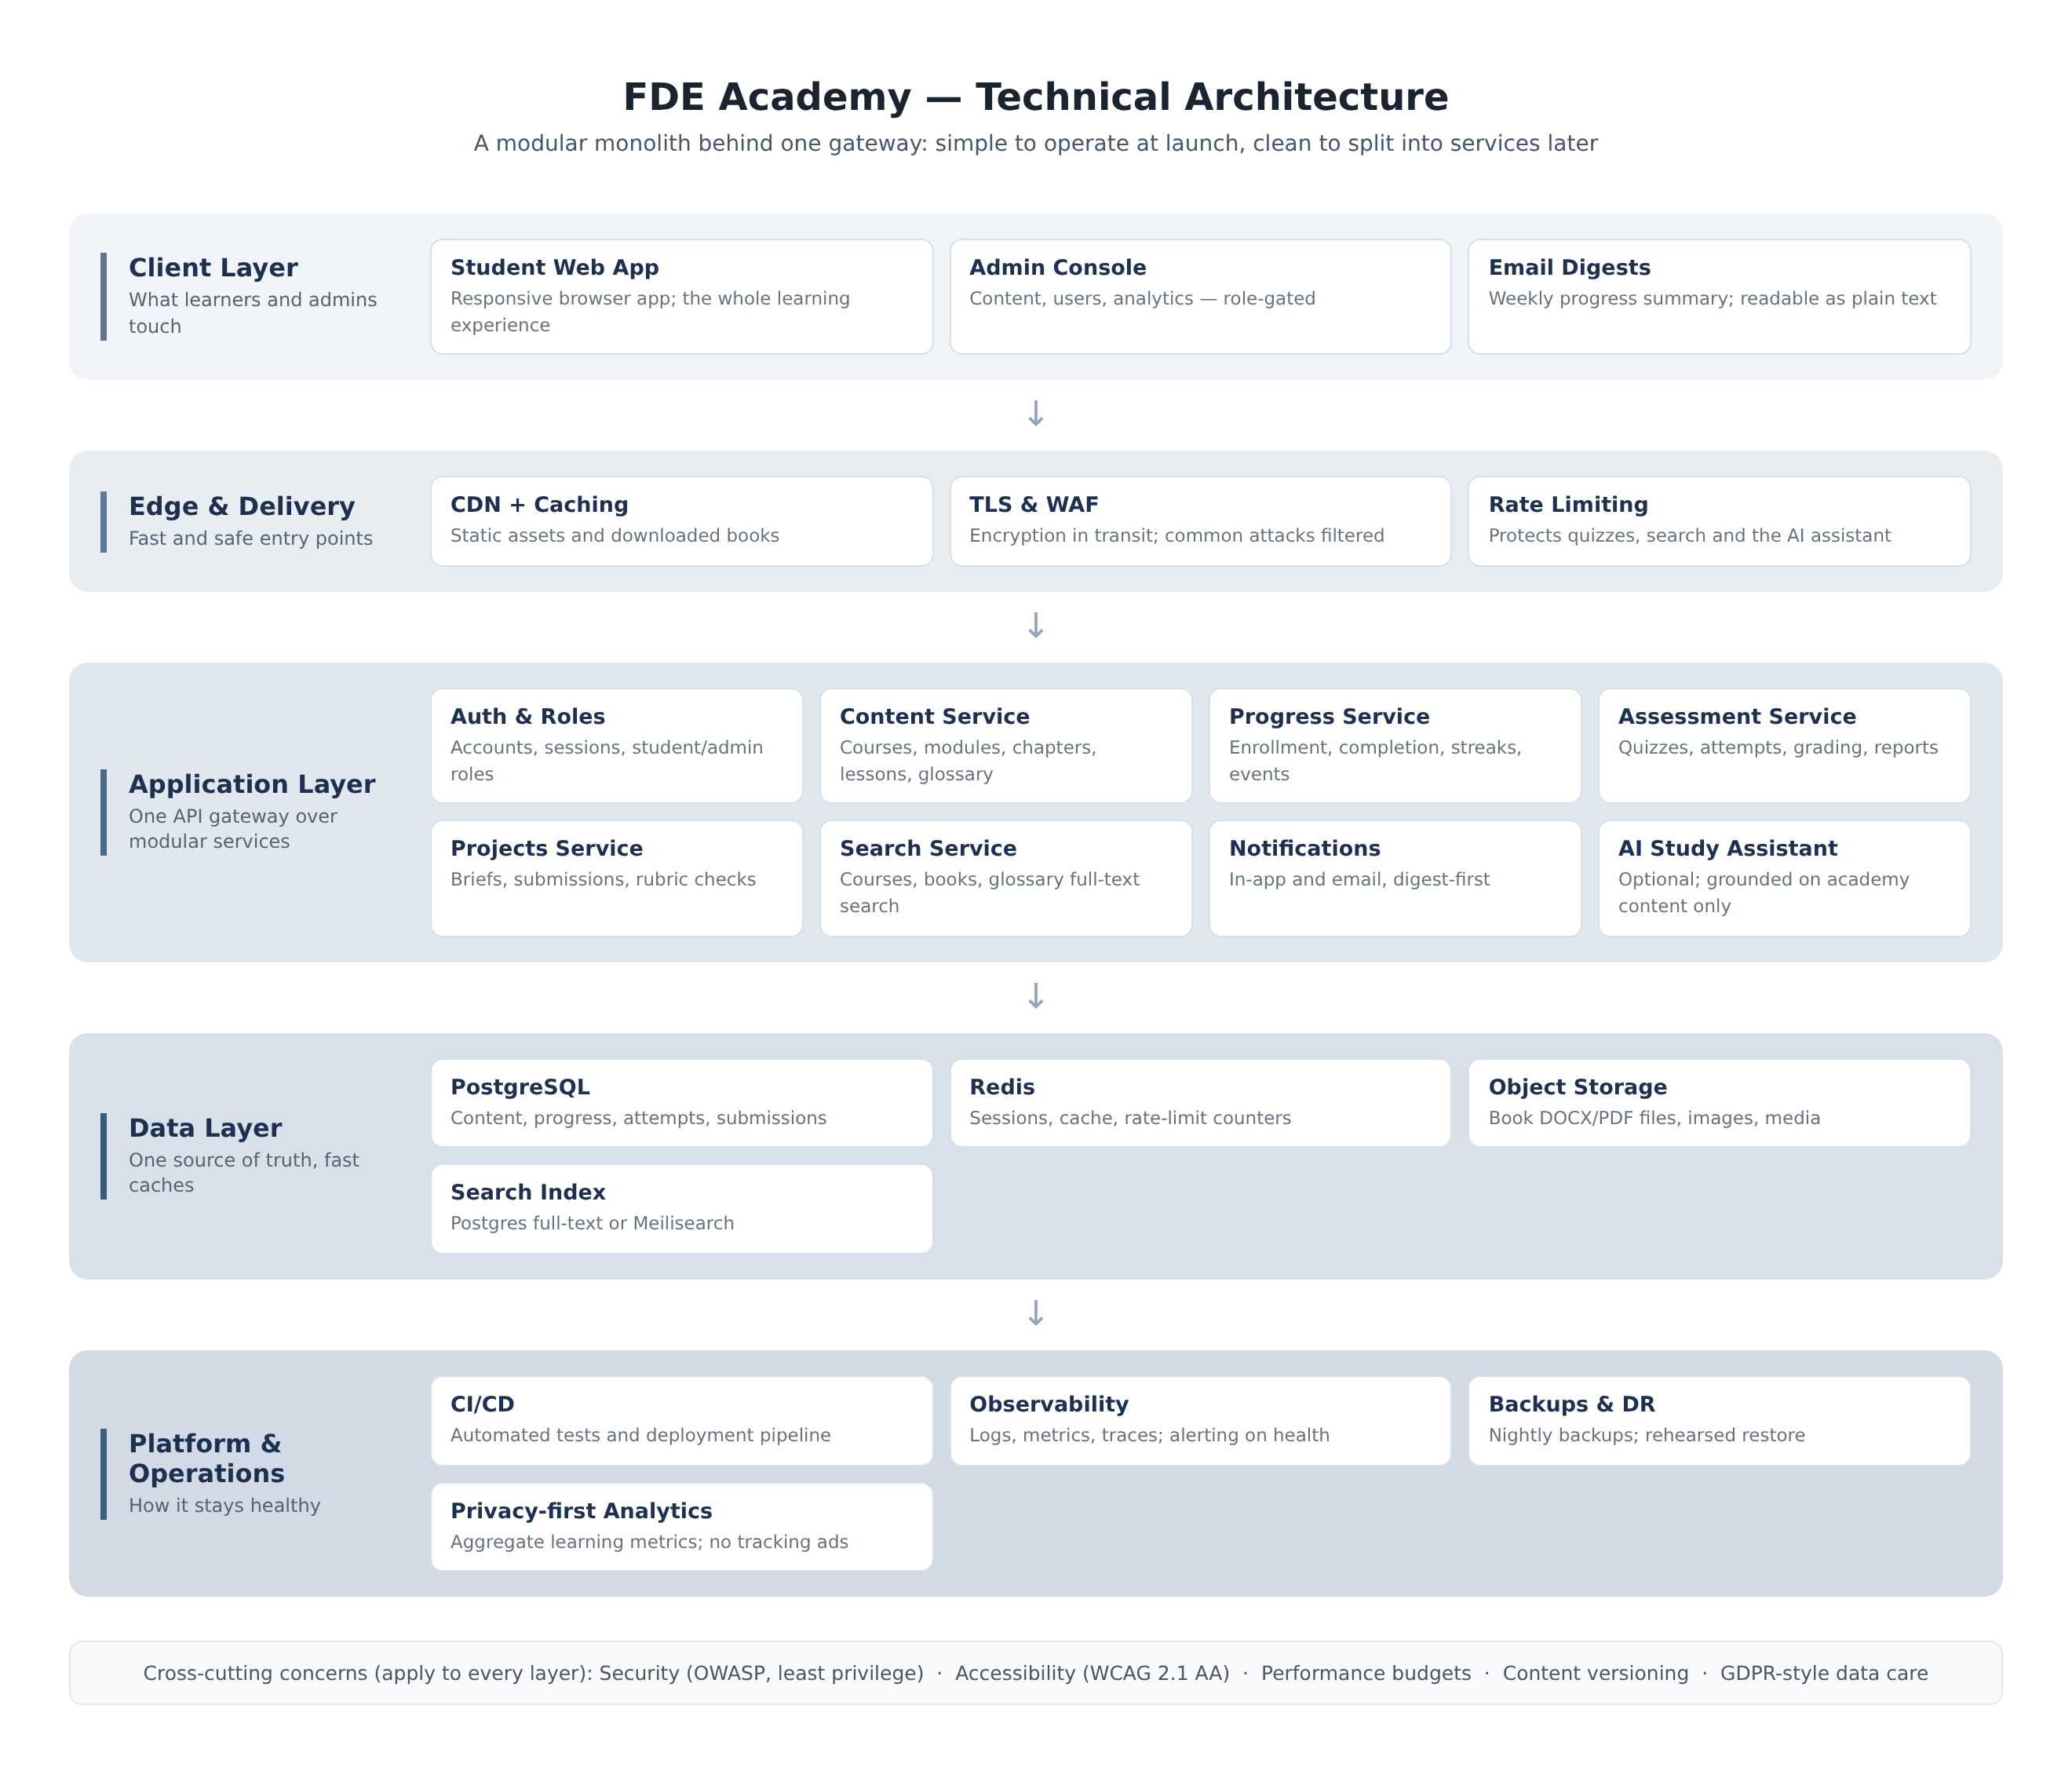 FDE Academy — Technical Architecture
A modular monolith behind one gateway: simple to operate at launch, clean to split into services later
Client Layer
What learners and admins
touch
Student Web App
Responsive browser app; the whole learning
experience
Admin Console
Content, users, analytics — role-gated
Email Digests
Weekly progress summary; readable as plain text
↓
Edge & Delivery
Fast and safe entry points
CDN + Caching
Static assets and downloaded books
TLS & WAF
Encryption in transit; common attacks filtered
Rate Limiting
Protects quizzes, search and the AI assistant
↓
Application Layer
One API gateway over
modular services
Auth & Roles
Accounts, sessions, student/admin
roles
Content Service
Courses, modules, chapters,
lessons, glossary
Progress Service
Enrollment, completion, streaks,
events
Assessment Service
Quizzes, attempts, grading, reports
Projects Service
Briefs, submissions, rubric checks
Search Service
Courses, books, glossary full-text
search
Notifications
In-app and email, digest-first
AI Study Assistant
Optional; grounded on academy
content only
↓
Data Layer
One source of truth, fast
caches
PostgreSQL
Content, progress, attempts, submissions
Redis
Sessions, cache, rate-limit counters
Object Storage
Book DOCX/PDF files, images, media
Search Index
Postgres full-text or Meilisearch
↓
Platform &
Operations
How it stays healthy
CI/CD
Automated tests and deployment pipeline
Observability
Logs, metrics, traces; alerting on health
Backups & DR
Nightly backups; rehearsed restore
Privacy-first Analytics
Aggregate learning metrics; no tracking ads
Cross-cutting concerns (apply to every layer): Security (OWASP, least privilege) · Accessibility (WCAG 2.1 AA) · Performance budgets · Content versioning · GDPR-style data care